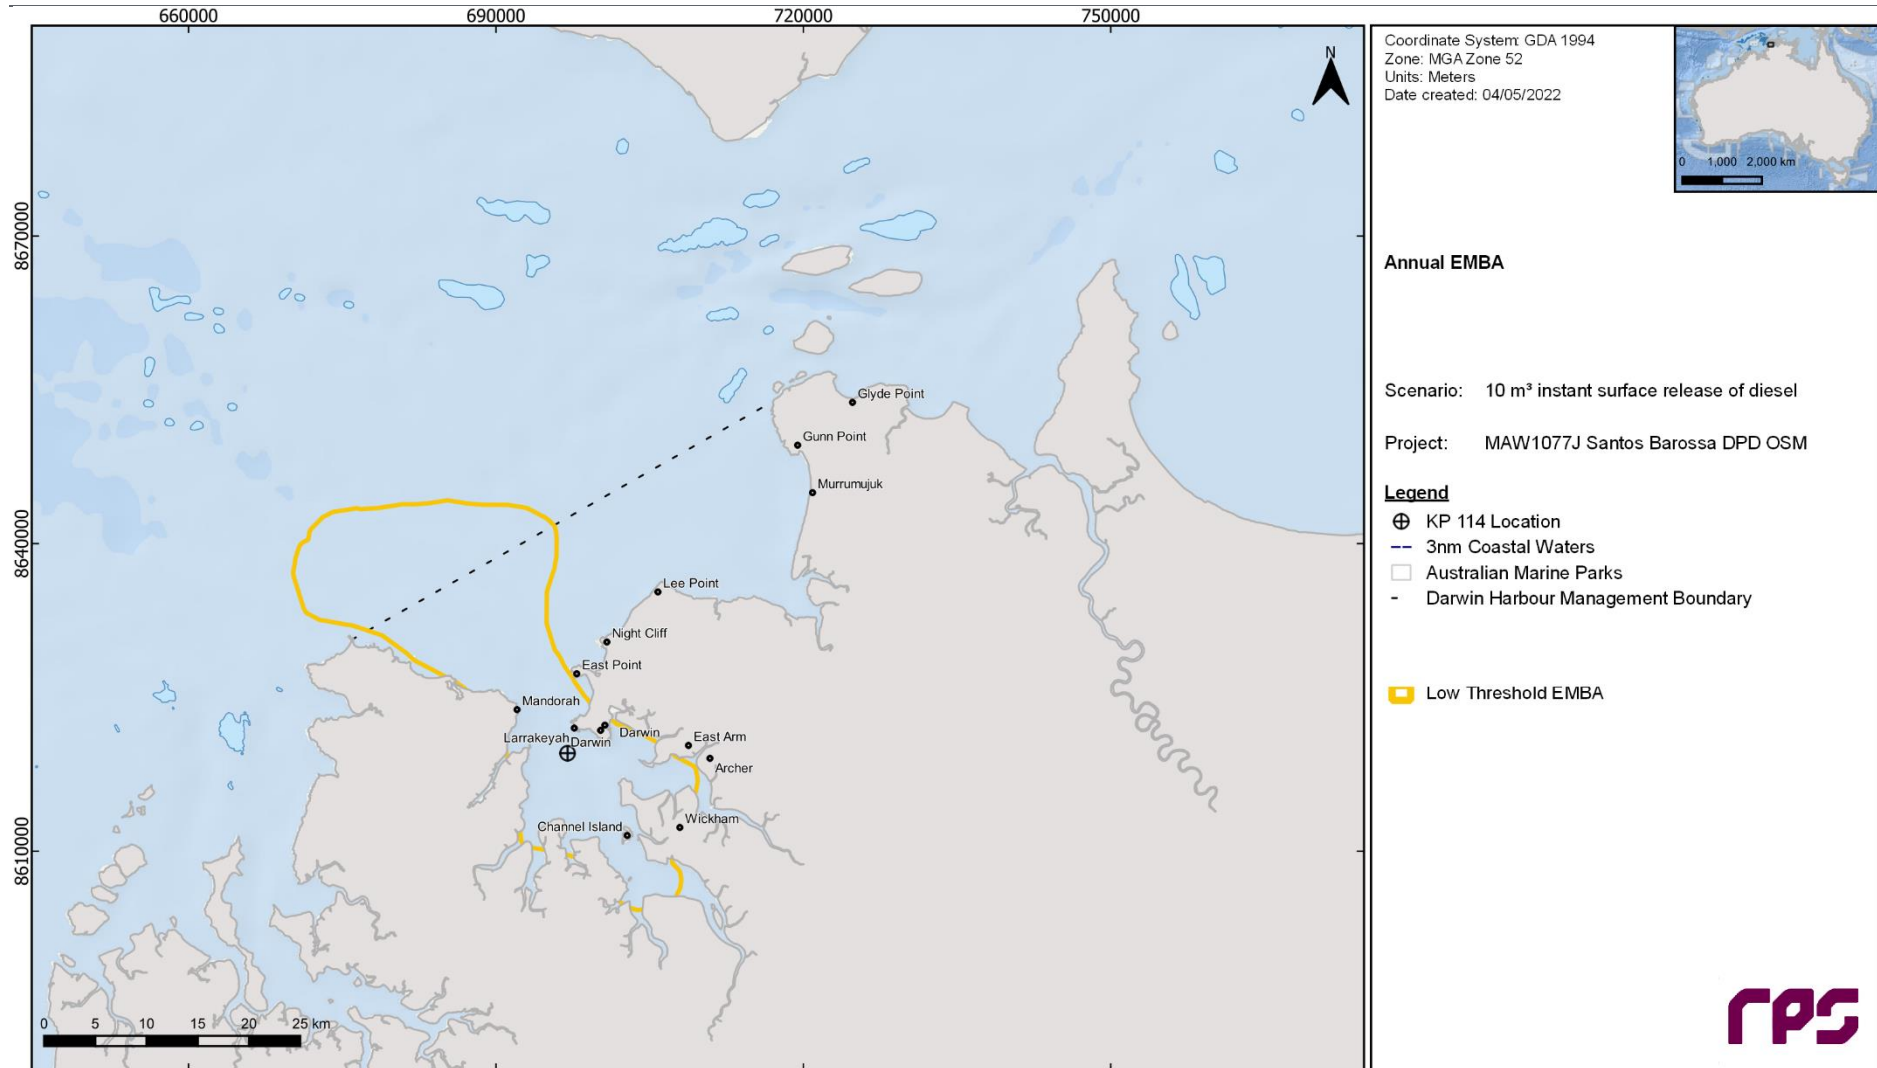 660000
690000
720000
750000
8670000
8640000
8610000
N
Glyde Point
Gunn Point
Murrumujuk
Lee Point
Night Cliff
East Point
Mandorah
Larrakeyah
Darwin
Darwin
East Arm
Archer
Channel Island
Wickham
0 5 10 15 20 25 km
Coordinate System: GDA 1994
Zone: MGA Zone 52
Units: Meters
Date created: 04/05/2022
0 1,000 2,000 km
Annual EMBA
Scenario: 10 m³ instant surface release of diesel
Project: MAW1077J Santos Barossa DPD OSM
Legend
KP 114 Location
3nm Coastal Waters
Australian Marine Parks
Darwin Harbour Management Boundary
Low Threshold EMBA
rps